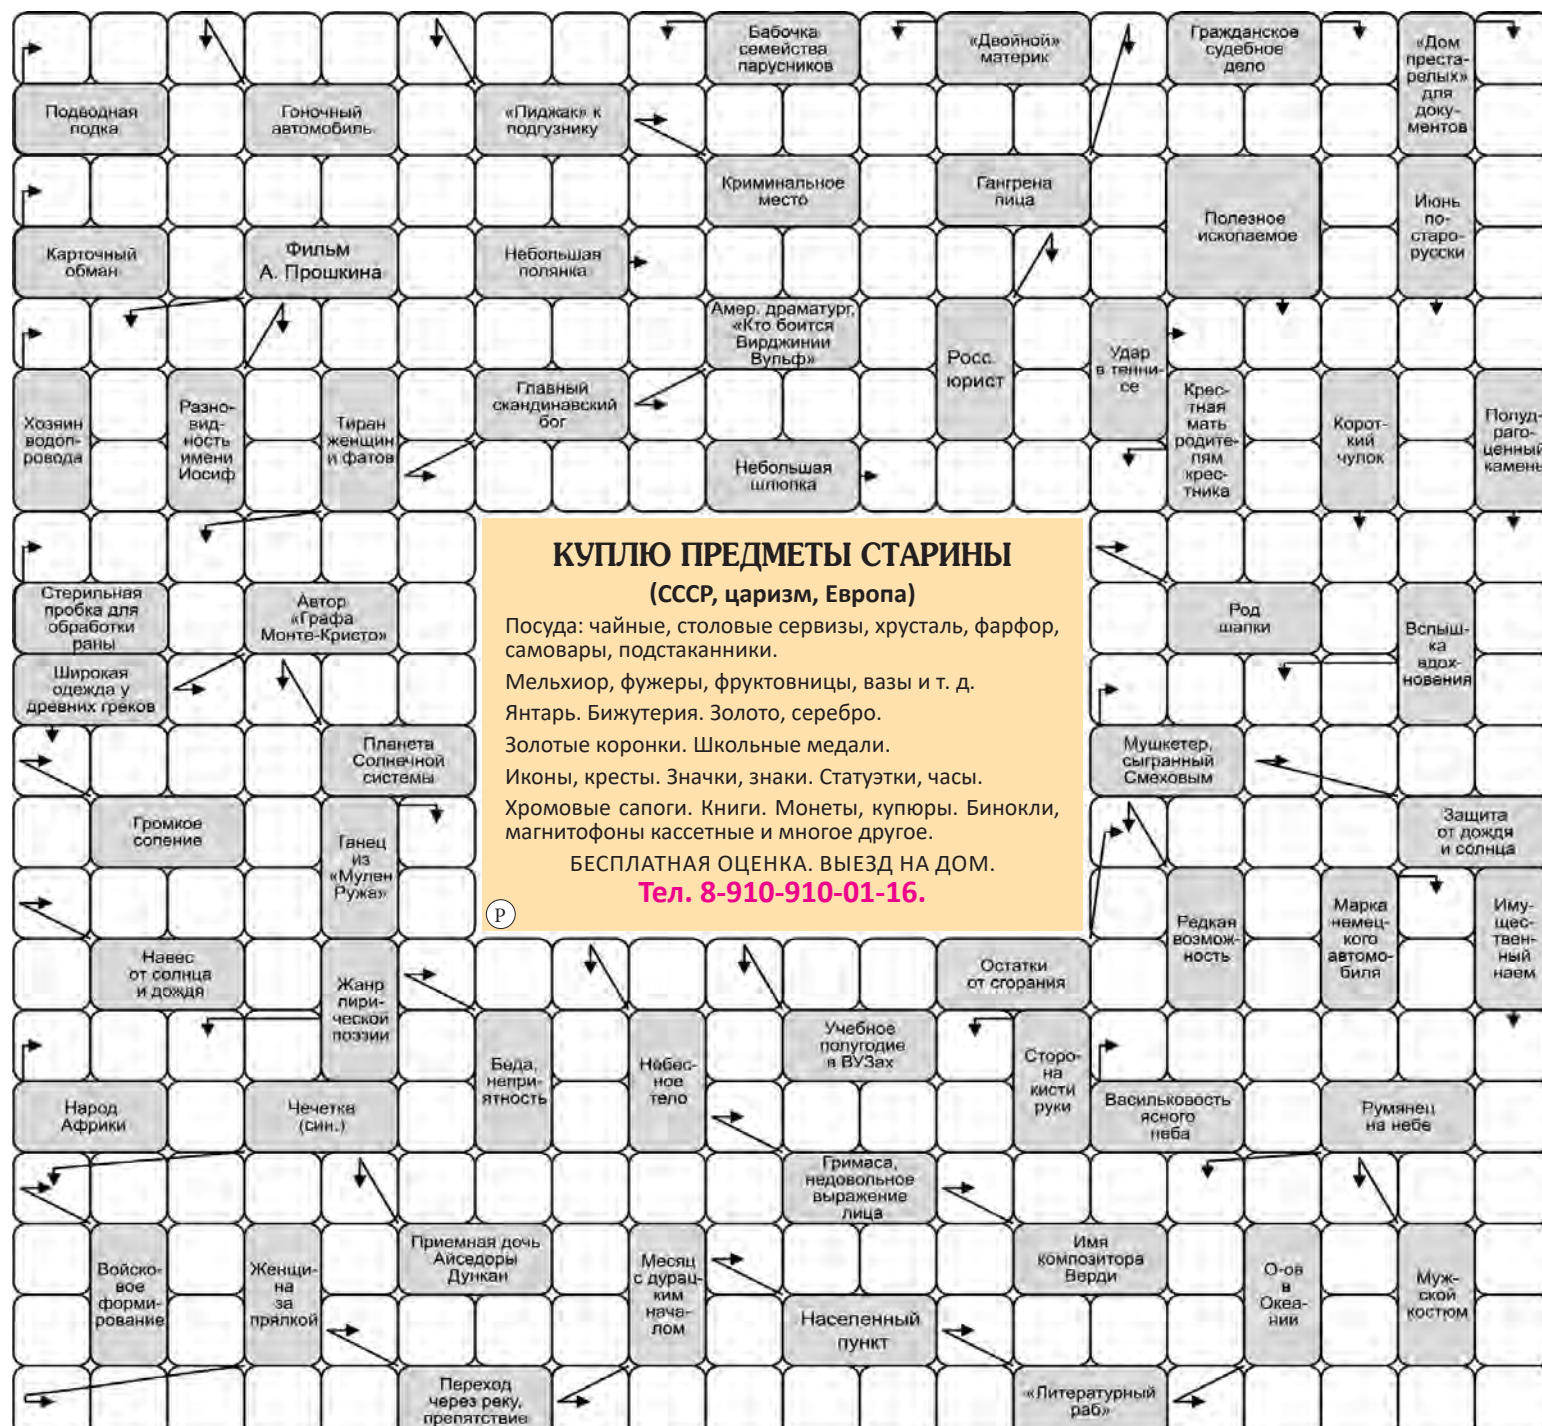 Бабочка
семейства
парусников
«Двойной»
материк
Гражданское
судебное
дело
«Дом
преста-
релых»
для
доку-
ментов
Подводная
лодка
Гоночный
автомобиль
«Пиджак» к
подгузнику
Криминальное
место
Гангрена
лица
Полезное
ископаемое
Июнь
по-
старо-
русски
Карточный
обман
Фильм
А. Прошкина
Небольшая
полянка
Амер. драматург,
«Кто боится
Вирджинии
Вульф»
Росс.
юрист
Удар
в тенни-
се
Хозяин
водоп-
ровода
Разно-
вид-
ность
имени
Иосиф
Тиран
женщин
и фатов
Главный
скандинавский
бог
Крес-
тная
мать
родите-
лям
крес-
тника
Корот-
кий
чулок
Полуд-
раго-
ценный
камень
Небольшая
шлюпка
КУПЛЮ ПРЕДМЕТЫ СТАРИНЫ
(СССР, царизм, Европа)
Посуда: чайные, столовые сервизы, хрусталь, фарфор,
самовары, подстаканники.
Мельхиор, фужеры, фруктовницы, вазы и т. д.
Янтарь. Бижутерия. Золото, серебро.
Золотые коронки. Школьные медали.
Иконы, кресты. Значки, знаки. Статуэтки, часы.
Хромовые сапоги. Книги. Монеты, купюры. Бинокли,
магнитофоны кассетные и многое другое.
БЕСПЛАТНАЯ ОЦЕНКА. ВЫЕЗД НА ДОМ.
Тел. 8-910-910-01-16.
Р
Стерильная
пробка для
обработки
раны
Автор
«Графа
Монте-Кристо»
Род
шапки
Вспыш-
ка
вдох-
новения
Широкая
одежда у
древних греков
Планета
Солнечной
системы
Мушкетер,
сыгранный
Смеховым
Громкое
сопение
Танец
из
«Мулен
Ружа»
Защита
от дождя
и солнца
Редкая
возмож-
ность
Марка
немец-
кого
автомо-
биля
Иму-
щес-
твен-
ный
наем
Навес
от солнца
и дождя
Жанр
лири-
ческой
поэзии
Остатки
от сгорания
Беда,
непри-
ятность
Небес-
ное
тело
Учебное
полугодие
в ВУЗах
Сторо-
на
кисти
руки
Народ
Африки
Чечетка
(син.)
Васильковость
ясного
неба
Румянец
на небе
Гримаса,
недовольное
выражение
лица
Войско-
вое
форми-
рование
Женщи-
на
за
прялкой
Приемная дочь
Айседоры
Дункан
Месяц
с дурац-
ким
нача-
лом
Имя
композитора
Верди
О-ов
в
Океа-
нии
Муж-
ской
костюм
Населенный
пункт
Переход
через реку,
препятствие
«Литературный
раб»